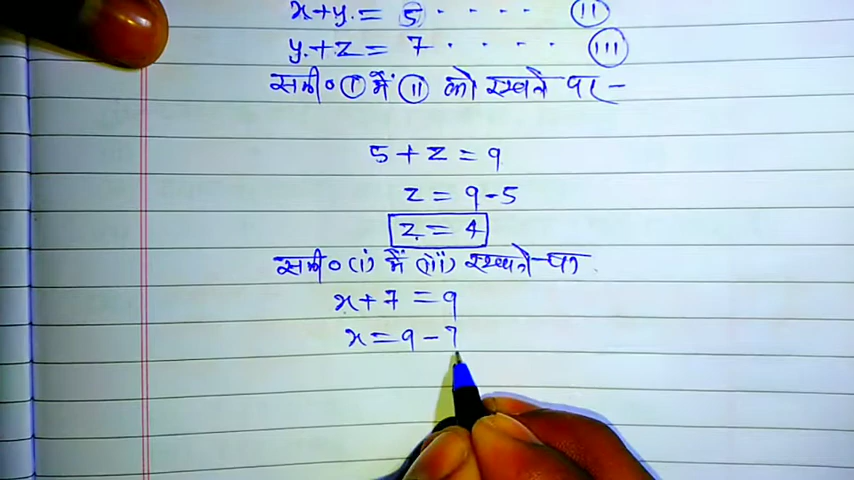 x+y = 5 . . . . . (ii)
y+z = 7 . . . . . (iii)
समी० (i) में (ii) को रखने पर -
5 + z = 9
z = 9 - 5
z = 4
समी० (i) में (iii) रखने पर
x + 7 = 9
x = 9 - 7